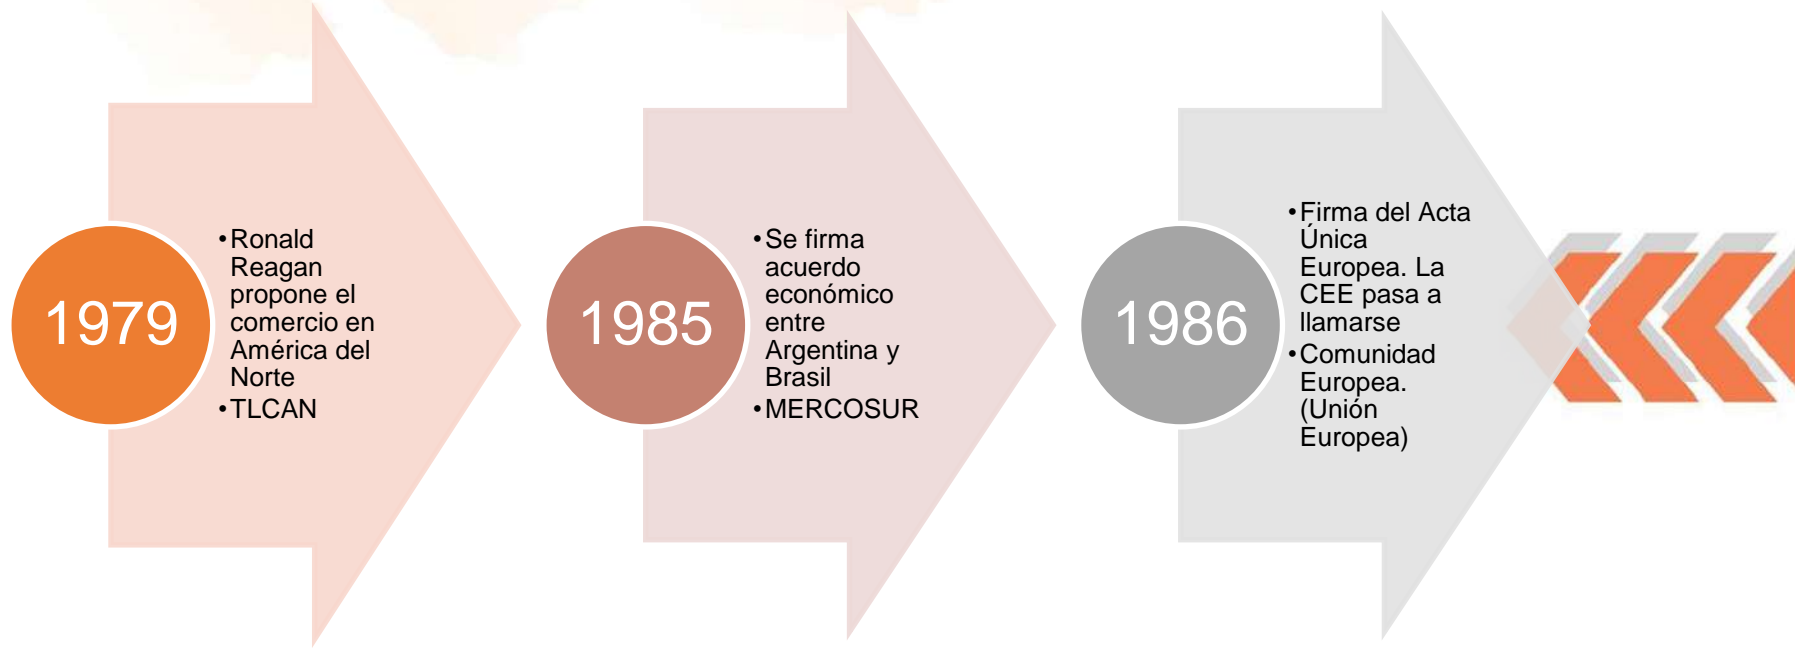 1979
•Ronald
Reagan
propone el
comercio en
América del
Norte
•TLCAN
1985
•Se firma
acuerdo
económico
entre
Argentina y
Brasil
•MERCOSUR
1986
•Firma del Acta
Única
Europea. La
CEE pasa a
llamarse
•Comunidad
Europea.
(Unión
Europea)